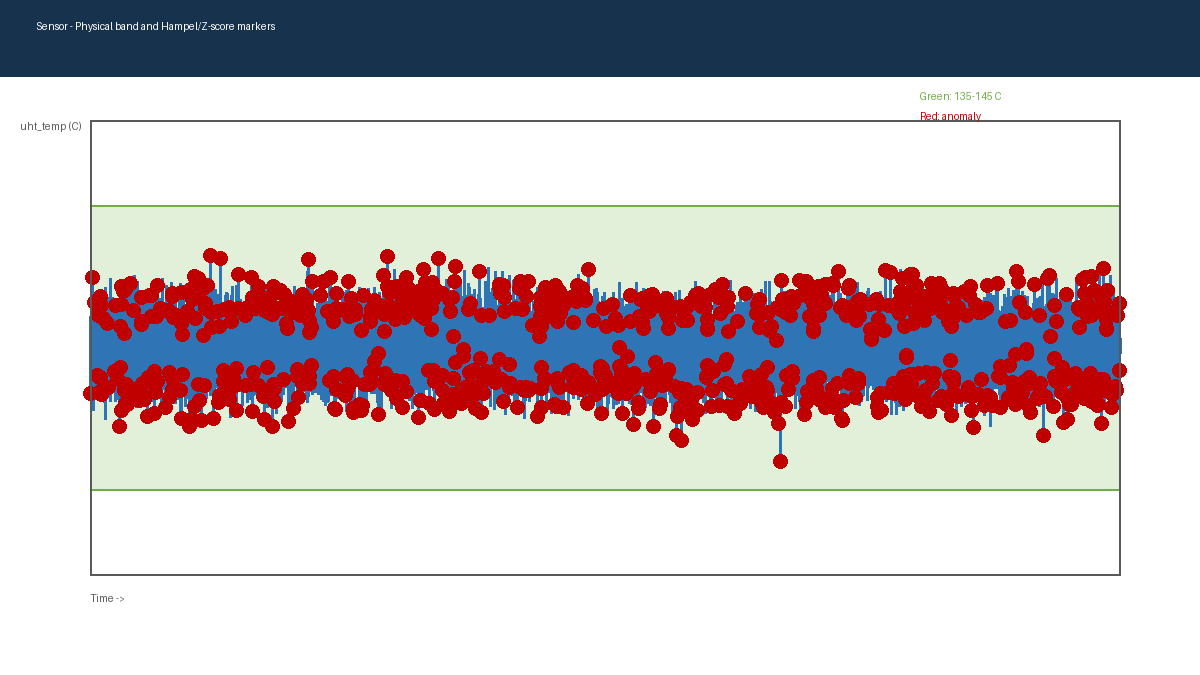 Sensor - Physical band and Hampel/Z-score markers
Green: 135-145 C
Red: anomaly
uht_temp (C)
Time ->